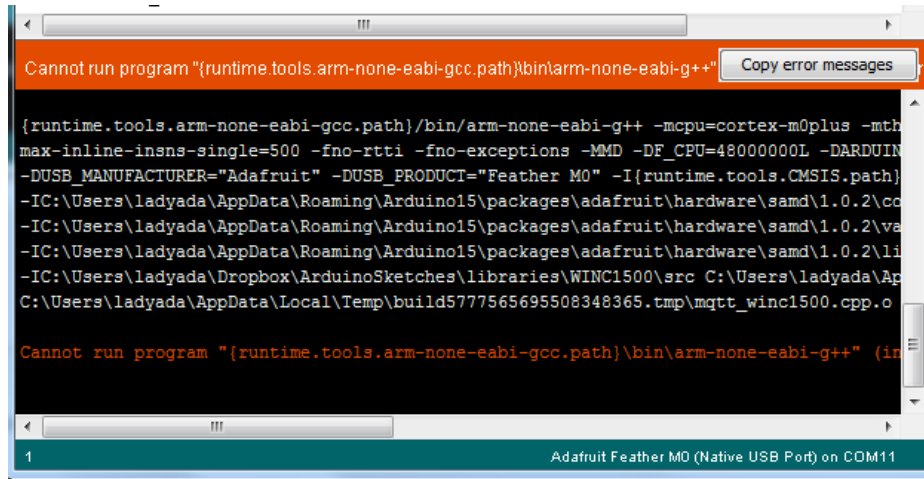 Cannot run program "{runtime.tools.arm-none-eabi-gcc.path}\bin\arm-none-eabi-g++" Copy error messages
{runtime.tools.arm-none-eabi-gcc.path}/bin/arm-none-eabi-g++ -mcpu=cortex-m0plus -mth
max-inline-insns-single=500 -fno-rtti -fno-exceptions -MMD -DF_CPU=48000000L -DARDUIN
-DUSB_MANUFACTURER="Adafruit" -DUSB_PRODUCT="Feather M0" -I{runtime.tools.CMSIS.path}
-IC:\Users\ladyada\AppData\Roaming\Arduino15\packages\adafruit\hardware\samd\1.0.2\co
-IC:\Users\ladyada\AppData\Roaming\Arduino15\packages\adafruit\hardware\samd\1.0.2\va
-IC:\Users\ladyada\AppData\Roaming\Arduino15\packages\adafruit\hardware\samd\1.0.2\li
-IC:\Users\ladyada\Dropbox\ArduinoSketches\libraries\WINC1500\src C:\Users\ladyada\Ap
C:\Users\ladyada\AppData\Local\Temp\build5777565695508348365.tmp\mqtt_winc1500.cpp.o
Cannot run program "{runtime.tools.arm-none-eabi-gcc.path}\bin\arm-none-eabi-g++" (in
1 Adafruit Feather M0 (Native USB Port) on COM11